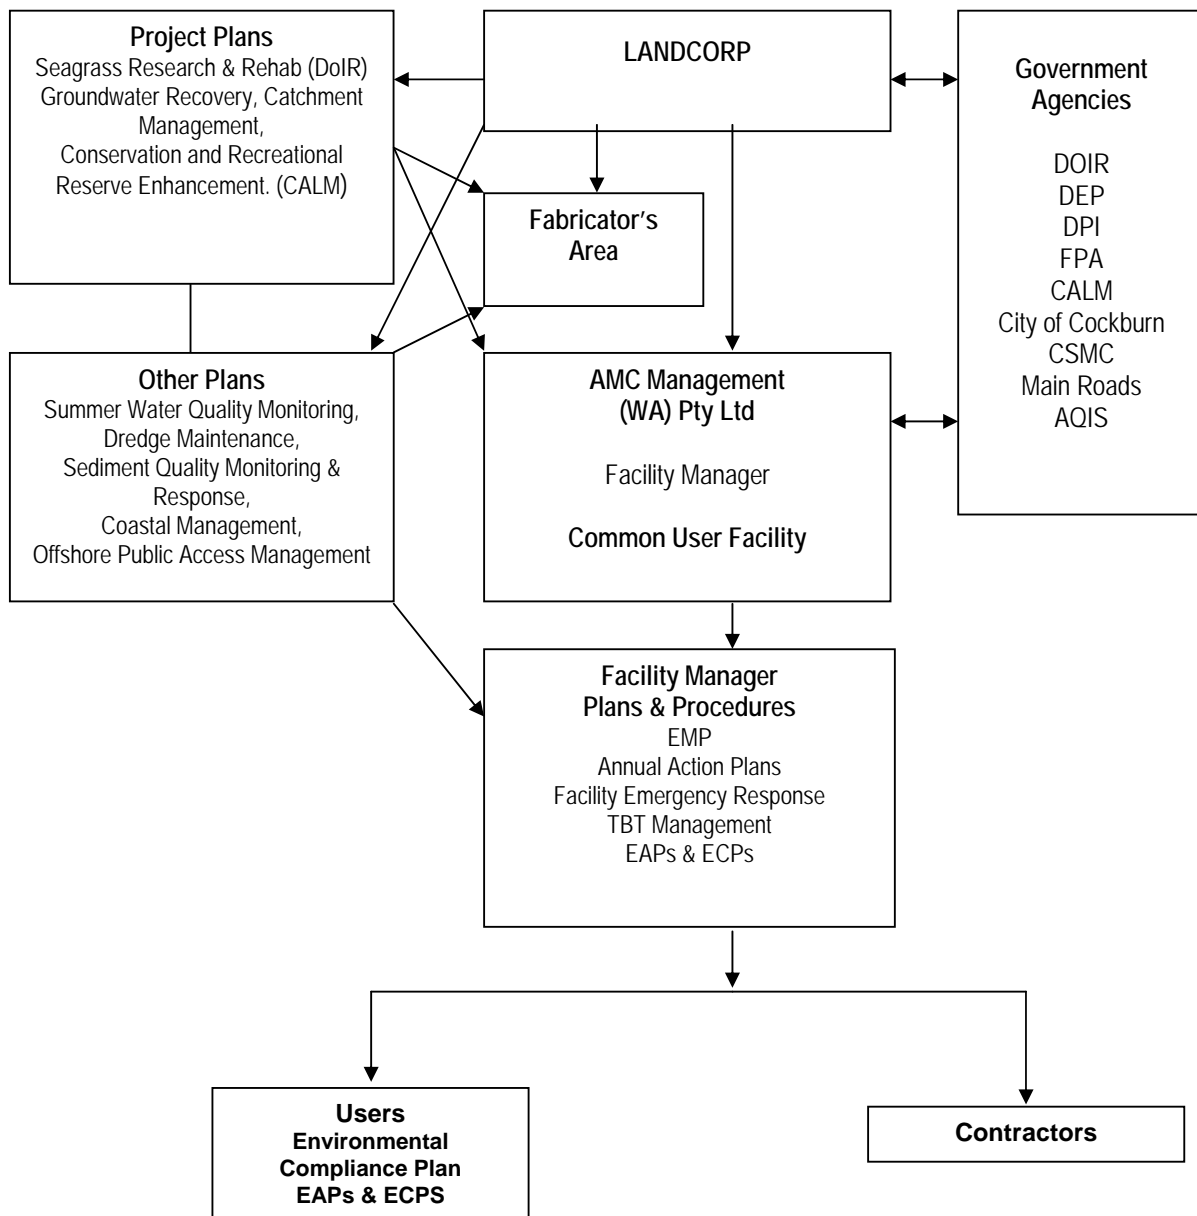 Project Plans
Seagrass Research & Rehab (DoIR)
Groundwater Recovery, Catchment
Management,
Conservation and Recreational
Reserve Enhancement. (CALM)
LANDCORP
Government
Agencies
DOIR
DEP
DPI
FPA
CALM
City of Cockburn
CSMC
Main Roads
AQIS
Fabricator's
Area
Other Plans
Summer Water Quality Monitoring,
Dredge Maintenance,
Sediment Quality Monitoring &
Response,
Coastal Management,
Offshore Public Access Management
AMC Management
(WA) Pty Ltd
Facility Manager
Common User Facility
Facility Manager
Plans & Procedures
EMP
Annual Action Plans
Facility Emergency Response
TBT Management
EAPs & ECPs
Users
Environmental
Compliance Plan
EAPs & ECPS
Contractors